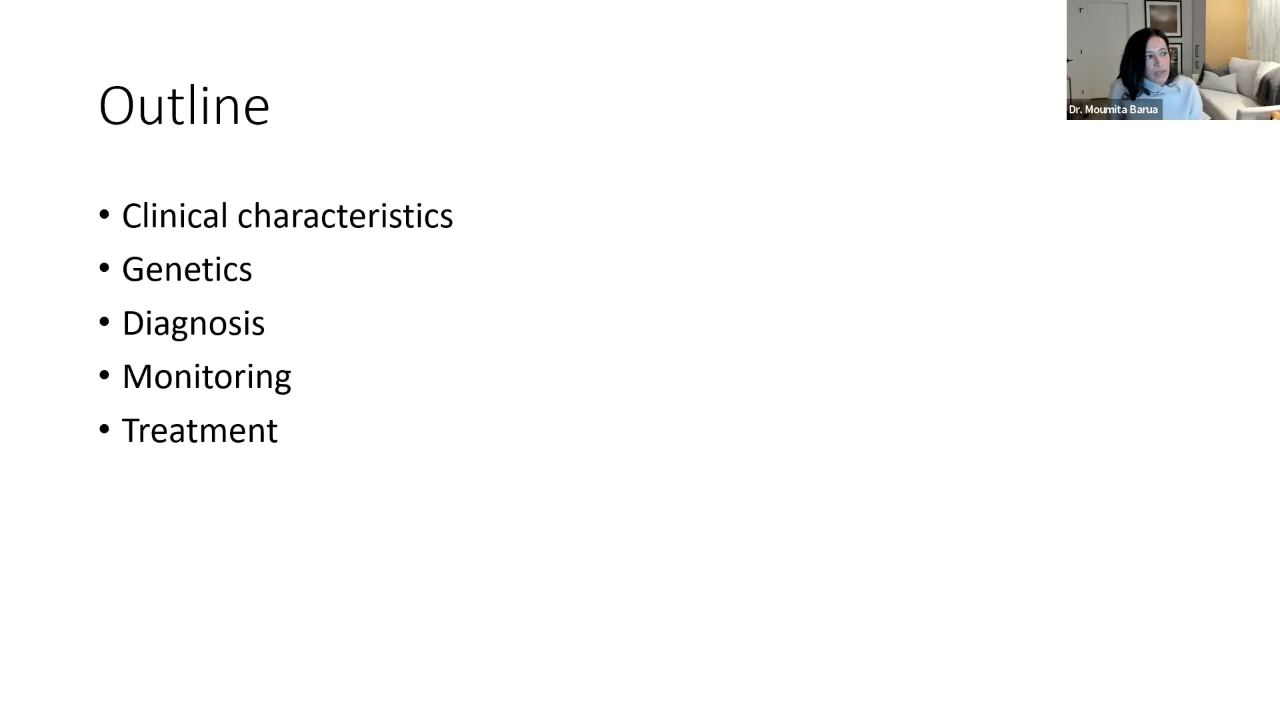 Outline
Dr. Moumita Barua
• Clinical characteristics
• Genetics
• Diagnosis
• Monitoring
• Treatment